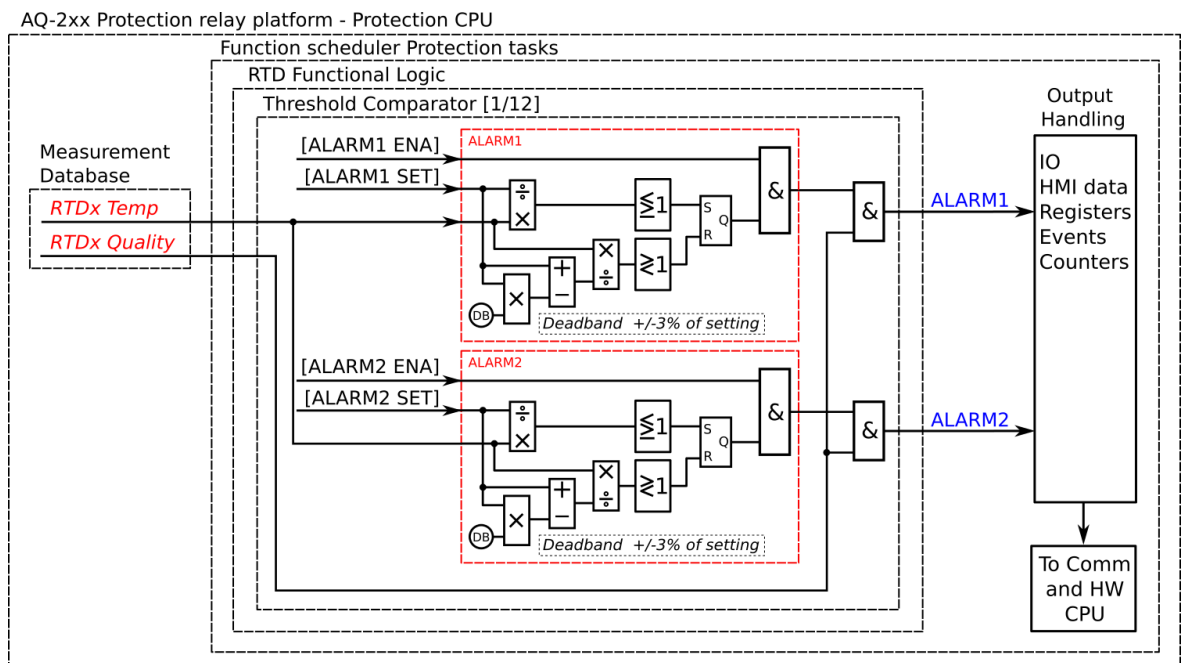 AQ-2xx Protection relay platform - Protection CPU
Function scheduler Protection tasks
RTD Functional Logic
Threshold Comparator [1/12]
Measurement
Database
RTDx Temp
RTDx Quality
[ALARM1 ENA]
[ALARM1 SET]
ALARM1
÷
×
≶1
S
Q
R
×
÷
≷1
+
−
×
DB
Deadband +/-3% of setting
&
&
ALARM1
[ALARM2 ENA]
[ALARM2 SET]
ALARM2
÷
×
≶1
S
Q
R
×
÷
≷1
+
−
×
DB
Deadband +/-3% of setting
&
&
ALARM2
Output
Handling
IO
HMI data
Registers
Events
Counters
To Comm
and HW
CPU